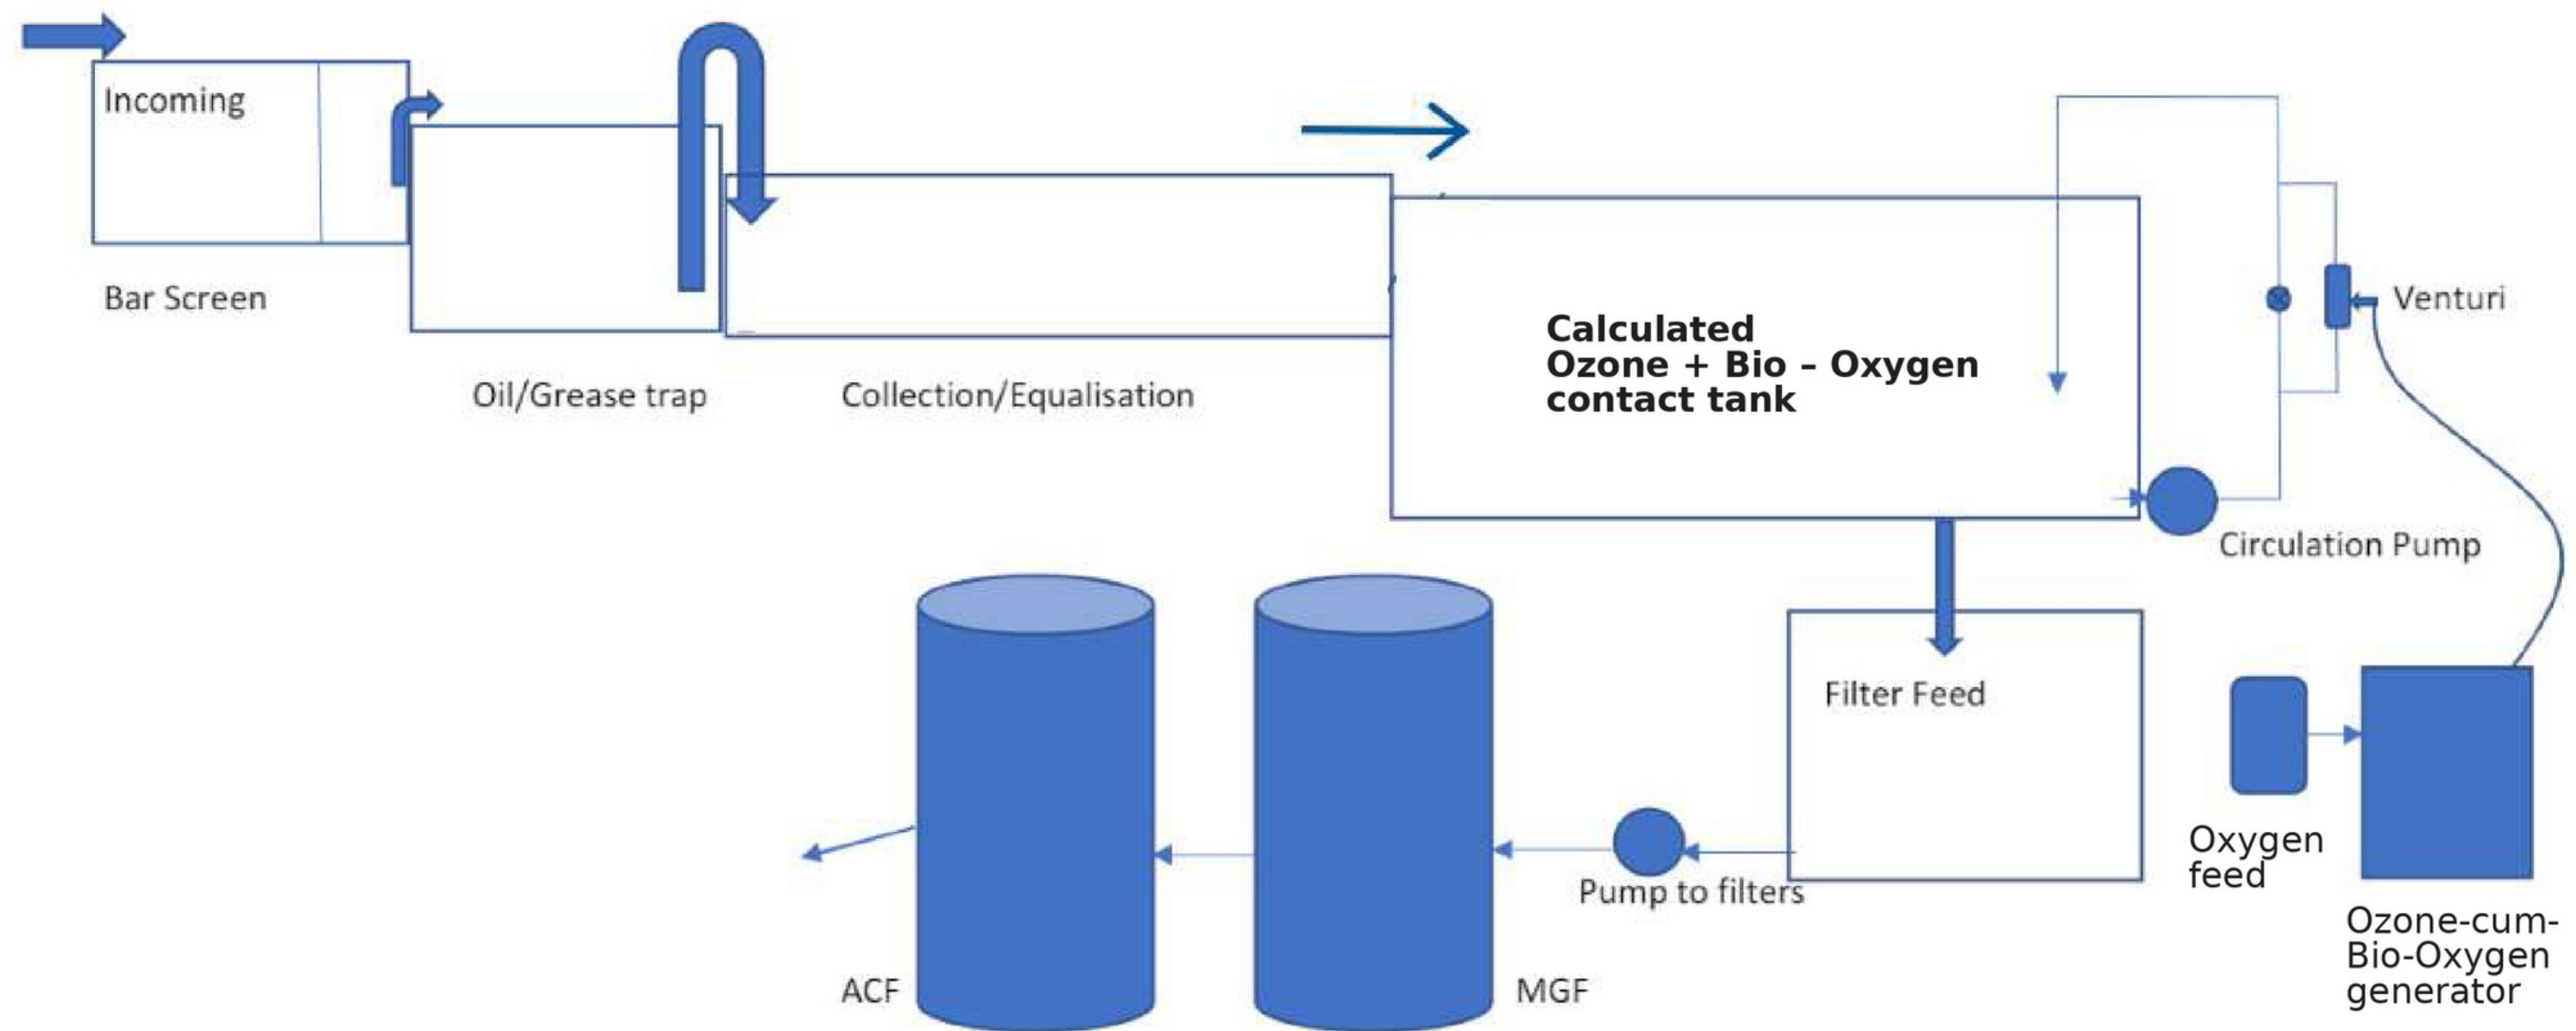 Incoming
Bar Screen
Oil/Grease trap
Collection/Equalisation
Calculated
Ozone + Bio – Oxygen
contact tank
Venturi
Circulation Pump
Filter Feed
Pump to filters
Oxygen
feed
Ozone-cum-
Bio-Oxygen
generator
MGF
ACF